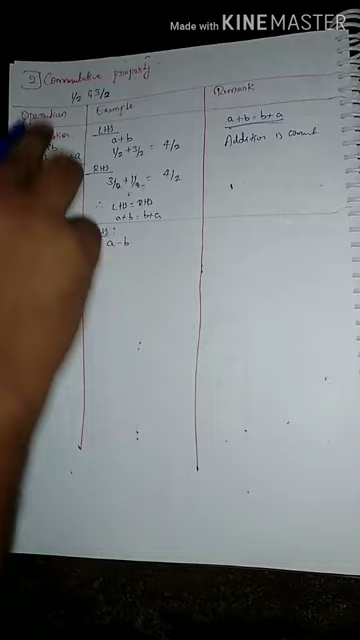 Made with KINEMASTER
2 Commutative property
1/2 & 3/2
Operation Example Remark
LHS
a+b
1/2 + 3/2 = 4/2
RHS
3/2 + 1/2 = 4/2
∴ LHS = RHS
a+b = b+a
a+b = b+a
Addition is commut
a-b